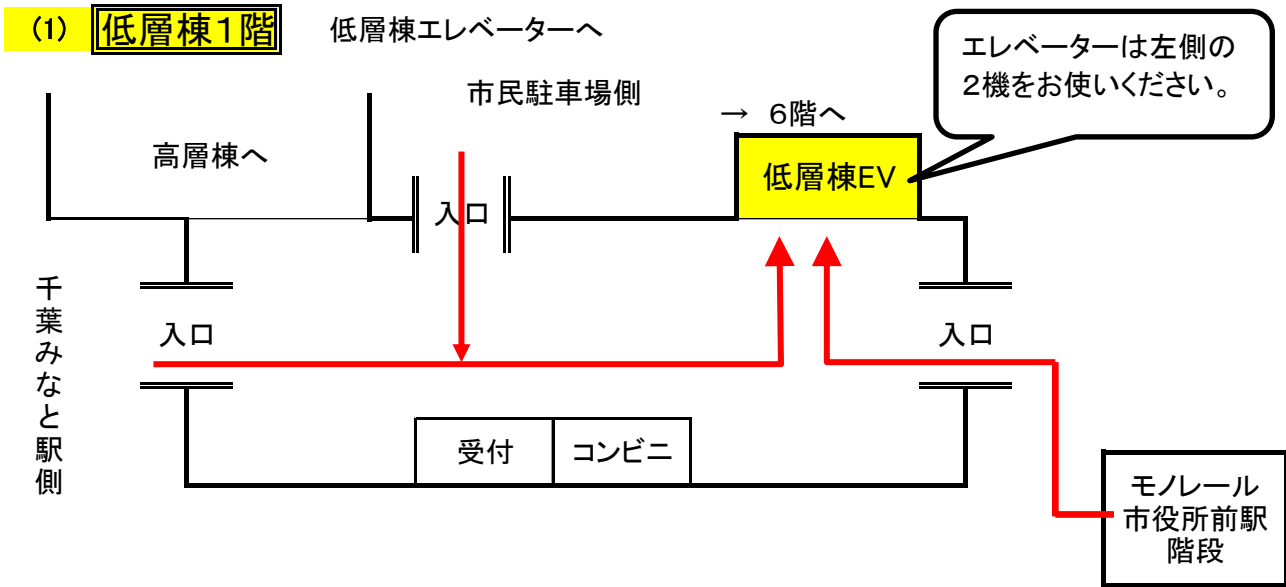 (1) 低層棟1階 低層棟エレベーターへ
エレベーターは左側の
2機をお使いください。
市民駐車場側
→ 6階へ
高層棟へ
低層棟EV
入口
千葉みなと駅側
入口
入口
受付 コンビニ
モノレール
市役所前駅
階段